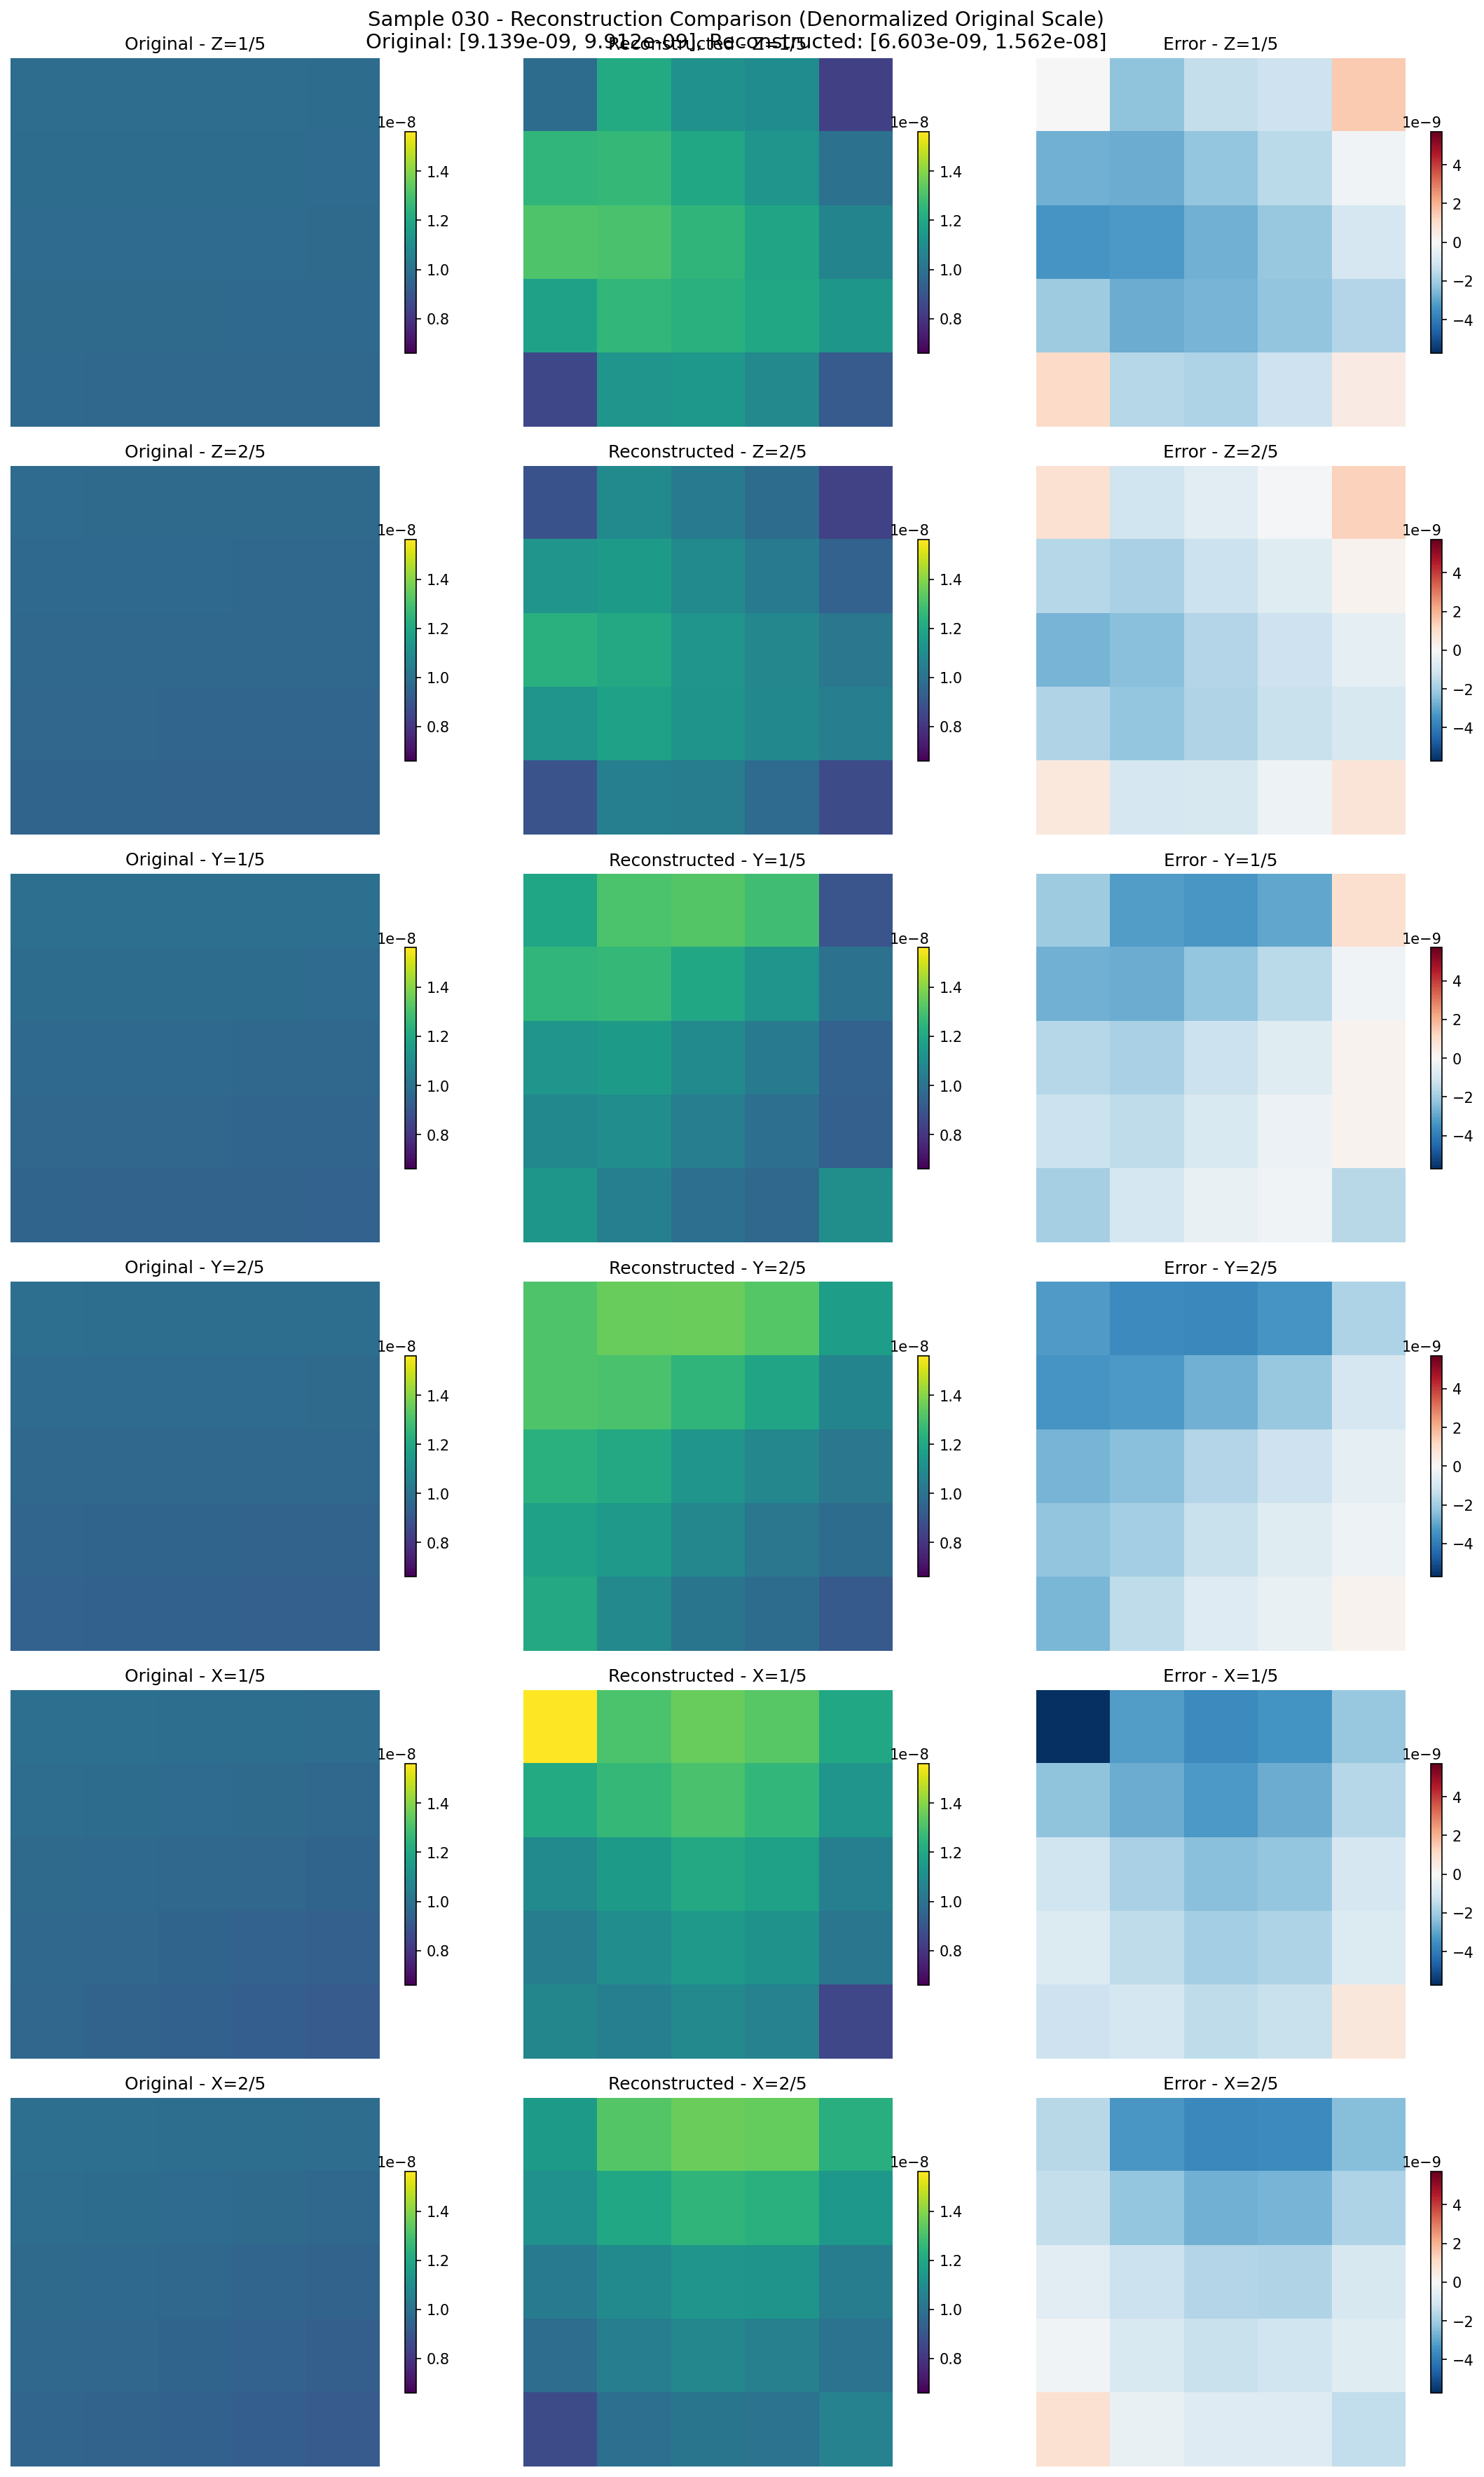 Sample 030 - Reconstruction Comparison (Denormalized Original Scale)
Original: [9.139e-09, 9.912e-09], Reconstructed: [6.603e-09, 1.562e-08]
Original - Z=1/5
Reconstructed - Z=1/5
Error - Z=1/5
1e−8
1.4
1.2
1.0
0.8
1e−8
1.4
1.2
1.0
0.8
1e−9
4
2
0
−2
−4
Original - Z=2/5
Reconstructed - Z=2/5
Error - Z=2/5
1e−8
1.4
1.2
1.0
0.8
1e−8
1.4
1.2
1.0
0.8
1e−9
4
2
0
−2
−4
Original - Y=1/5
Reconstructed - Y=1/5
Error - Y=1/5
1e−8
1.4
1.2
1.0
0.8
1e−8
1.4
1.2
1.0
0.8
1e−9
4
2
0
−2
−4
Original - Y=2/5
Reconstructed - Y=2/5
Error - Y=2/5
1e−8
1.4
1.2
1.0
0.8
1e−8
1.4
1.2
1.0
0.8
1e−9
4
2
0
−2
−4
Original - X=1/5
Reconstructed - X=1/5
Error - X=1/5
1e−8
1.4
1.2
1.0
0.8
1e−8
1.4
1.2
1.0
0.8
1e−9
4
2
0
−2
−4
Original - X=2/5
Reconstructed - X=2/5
Error - X=2/5
1e−8
1.4
1.2
1.0
0.8
1e−8
1.4
1.2
1.0
0.8
1e−9
4
2
0
−2
−4